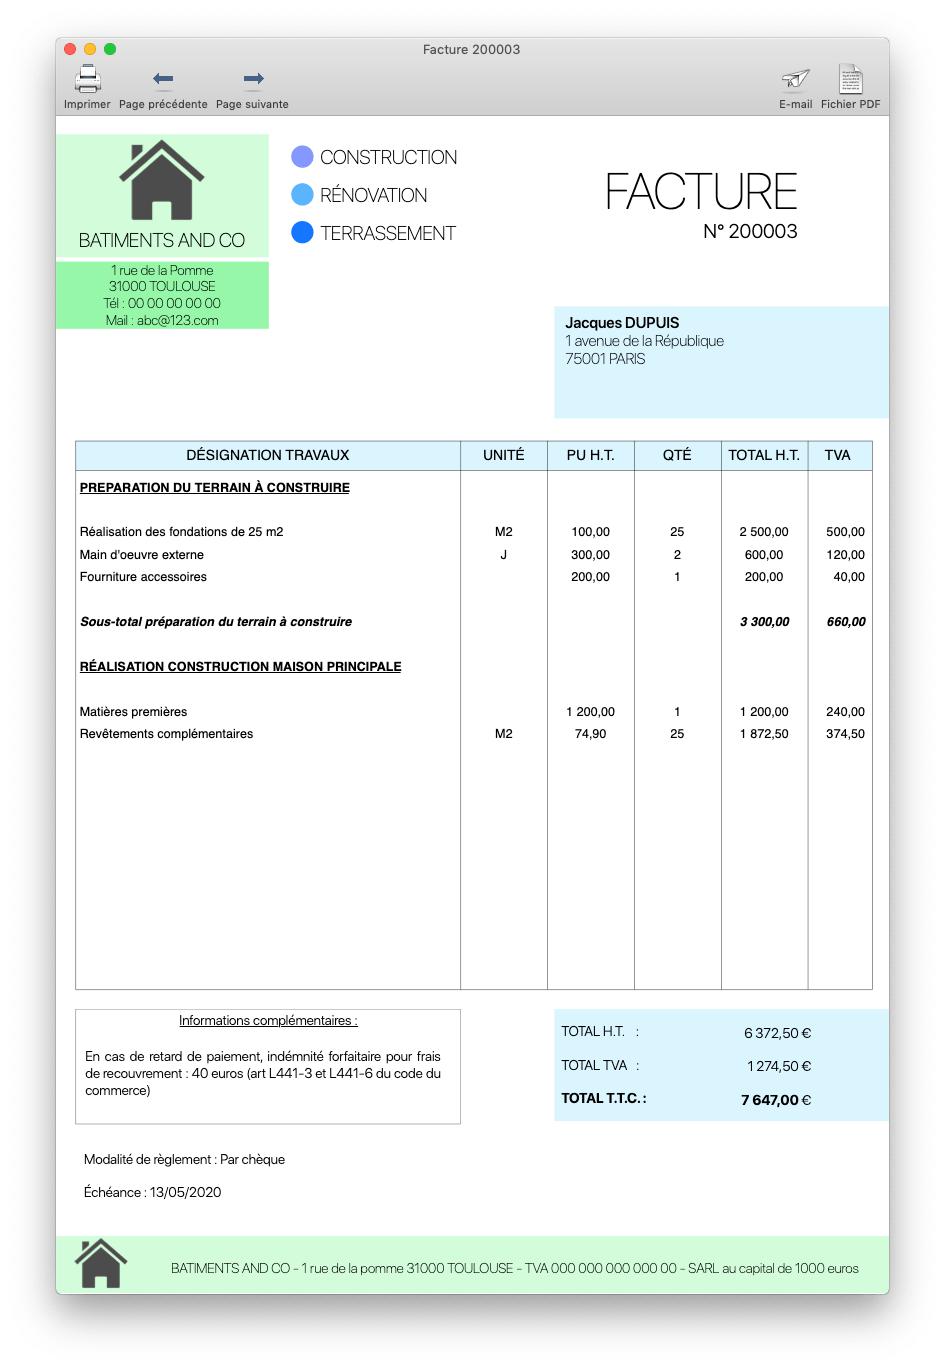 Facture 200003
Imprimer Page précédente Page suivante E-mail Fichier PDF
BATIMENTS AND CO
1 rue de la Pomme
31000 TOULOUSE
Tél : 00 00 00 00 00
Mail : abc@123.com
CONSTRUCTION
RÉNOVATION
TERRASSEMENT
FACTURE
N° 200003
Jacques DUPUIS
1 avenue de la République
75001 PARIS
DÉSIGNATION TRAVAUX UNITÉ PU H.T. QTÉ TOTAL H.T. TVA
PREPARATION DU TERRAIN À CONSTRUIRE
Réalisation des fondations de 25 m2 M2 100,00 25 2 500,00 500,00
Main d'oeuvre externe J 300,00 2 600,00 120,00
Fourniture accessoires 200,00 1 200,00 40,00
Sous-total préparation du terrain à construire 3 300,00 660,00
RÉALISATION CONSTRUCTION MAISON PRINCIPALE
Matières premières 1 200,00 1 1 200,00 240,00
Revêtements complémentaires M2 74,90 25 1 872,50 374,50
Informations complémentaires :
En cas de retard de paiement, indémnité forfaitaire pour frais
de recouvrement : 40 euros (art L441-3 et L441-6 du code du
commerce)
TOTAL H.T. : 6 372,50 €
TOTAL TVA : 1 274,50 €
TOTAL T.T.C. : 7 647,00 €
Modalité de règlement : Par chèque
Échéance : 13/05/2020
BATIMENTS AND CO - 1 rue de la pomme 31000 TOULOUSE - TVA 000 000 000 000 00 - SARL au capital de 1000 euros